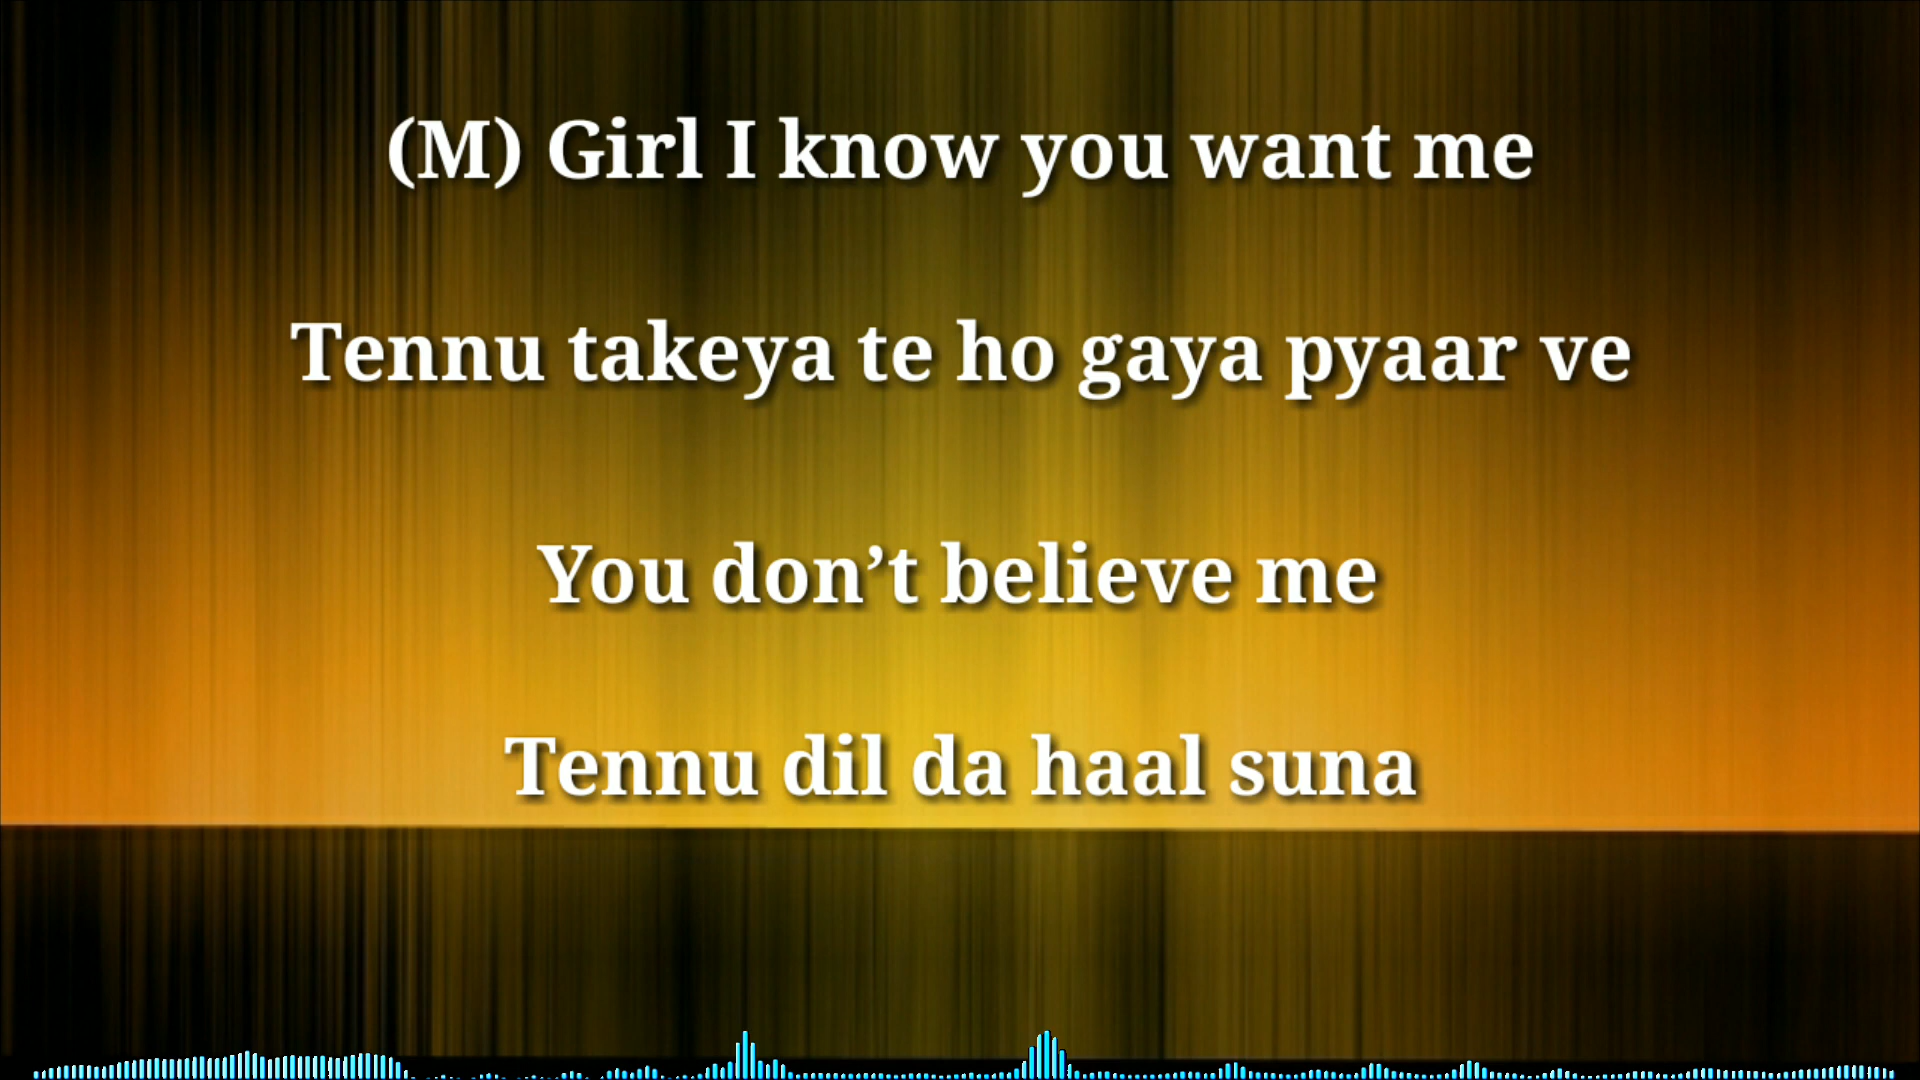 (M) Girl I know you want me
Tennu takeya te ho gaya pyaar ve
You don’t believe me
Tennu dil da haal suna